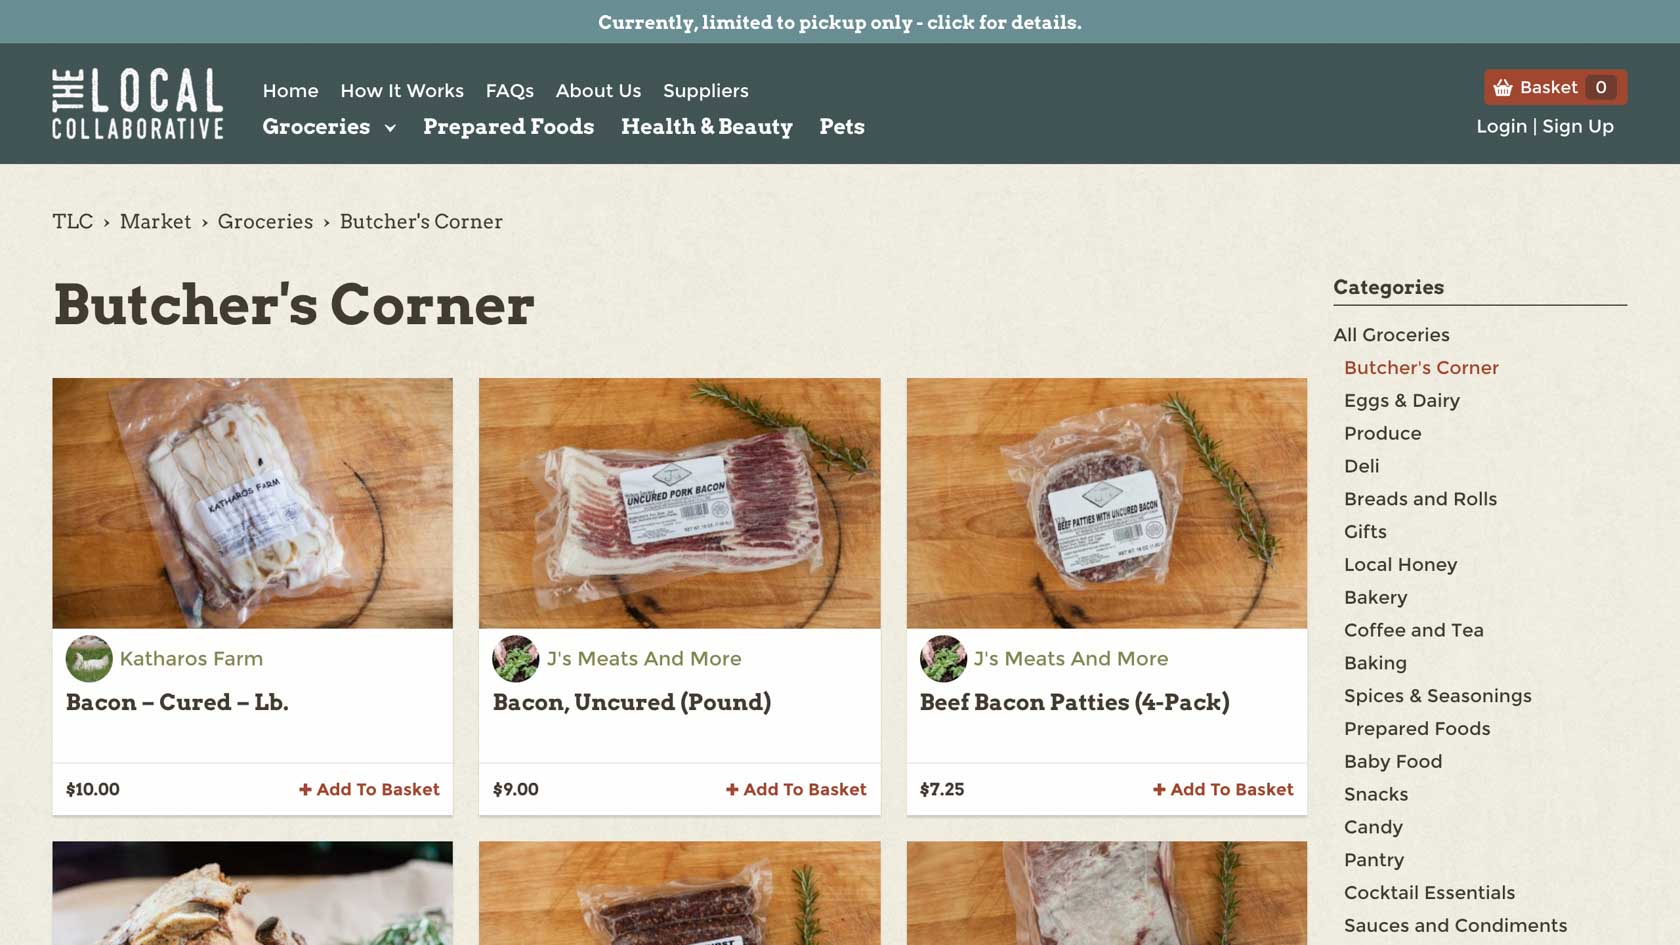 Currently, limited to pickup only - click for details.
THE LOCAL
COLLABORATIVE
Home How It Works FAQs About Us Suppliers
Groceries Prepared Foods Health & Beauty Pets
Basket 0
Login | Sign Up
TLC › Market › Groceries › Butcher's Corner
Butcher's Corner
KATHAROS FARM
UNCURED PORK BACON
BEEF PATTIES WITH UNCURED BACON
Katharos Farm
Bacon – Cured – Lb.
$10.00 + Add To Basket
J's Meats And More
Bacon, Uncured (Pound)
$9.00 + Add To Basket
J's Meats And More
Beef Bacon Patties (4-Pack)
$7.25 + Add To Basket
Categories
All Groceries
Butcher's Corner
Eggs & Dairy
Produce
Deli
Breads and Rolls
Gifts
Local Honey
Bakery
Coffee and Tea
Baking
Spices & Seasonings
Prepared Foods
Baby Food
Snacks
Candy
Pantry
Cocktail Essentials
Sauces and Condiments